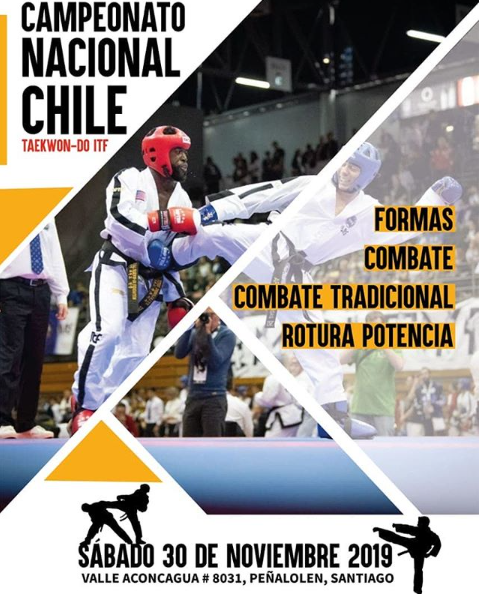 CAMPEONATO
NACIONAL
CHILE
TAEKWON-DO ITF
FORMAS
COMBATE
COMBATE TRADICIONAL
ROTURA POTENCIA
SÁBADO 30 DE NOVIEMBRE 2019
VALLE ACONCAGUA # 8031, PEÑALOLEN, SANTIAGO